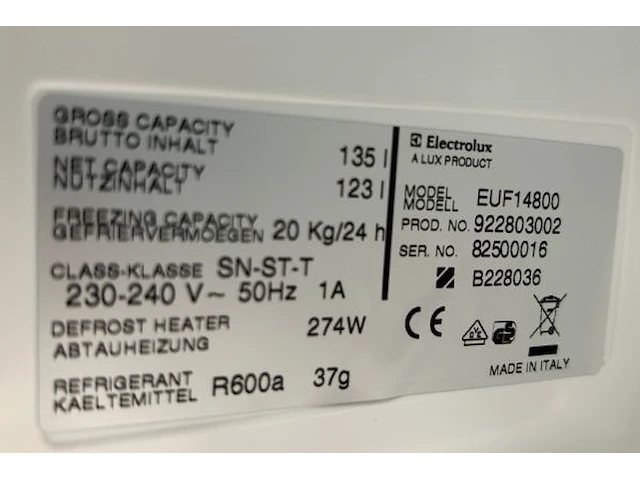 GROSS CAPACITY
BRUTTO INHALT 135 l
NET CAPACITY
NUTZINHALT 123 l
FREEZING CAPACITY
GEFRIERVERMOEGEN 20 Kg/24 h
CLASS-KLASSE SN-ST-T
230-240 V~ 50Hz 1A
DEFROST HEATER
ABTAUHEIZUNG 274W
REFRIGERANT
KAELTEMITTEL R600a 37g
Electrolux
A LUX PRODUCT
MODEL
MODELL EUF14800
PROD. NO. 922803002
SER. NO. 82500016
B228036
CE
MADE IN ITALY